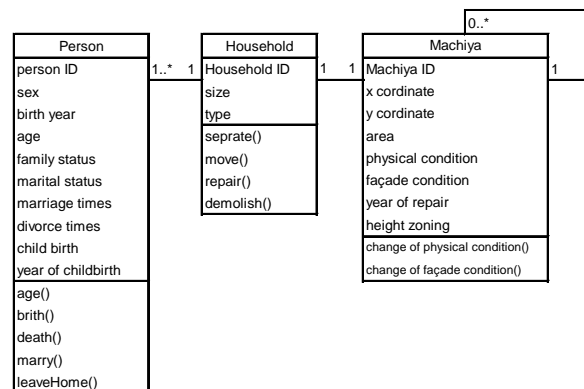 0..*
Person
person ID
sex
birth year
age
family status
marital status
marriage times
divorce times
child birth
year of childbirth
age()
brith()
death()
marry()
leaveHome()
1..* 1
Household
Household ID
size
type
seprate()
move()
repair()
demolish()
1 1
Machiya
Machiya ID
x cordinate
y cordinate
area
physical condition
façade condition
year of repair
height zoning
change of physical condition()
change of façade condition()
1